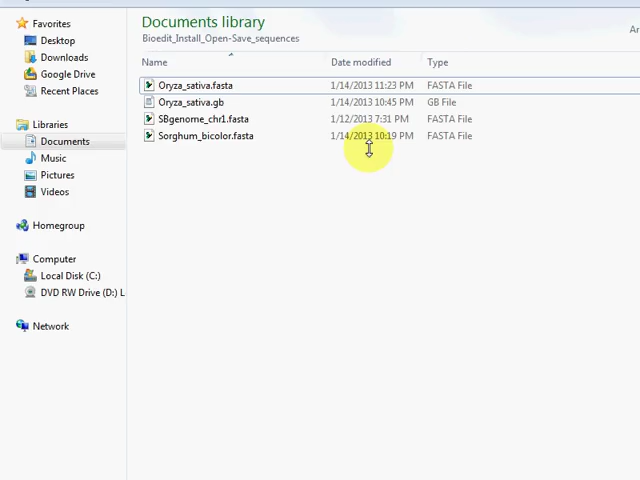 Favorites
Desktop
Downloads
Google Drive
Recent Places
Libraries
Documents
Music
Pictures
Videos
Homegroup
Computer
Local Disk (C:)
DVD RW Drive (D:) L
Network
Documents library
Bioedit_Install_Open-Save_sequences
Ar
Name Date modified Type
Oryza_sativa.fasta 1/14/2013 11:23 PM FASTA File
Oryza_sativa.gb 1/14/2013 10:45 PM GB File
SBgenome_chr1.fasta 1/12/2013 7:31 PM FASTA File
Sorghum_bicolor.fasta 1/14/2013 10:19 PM FASTA File